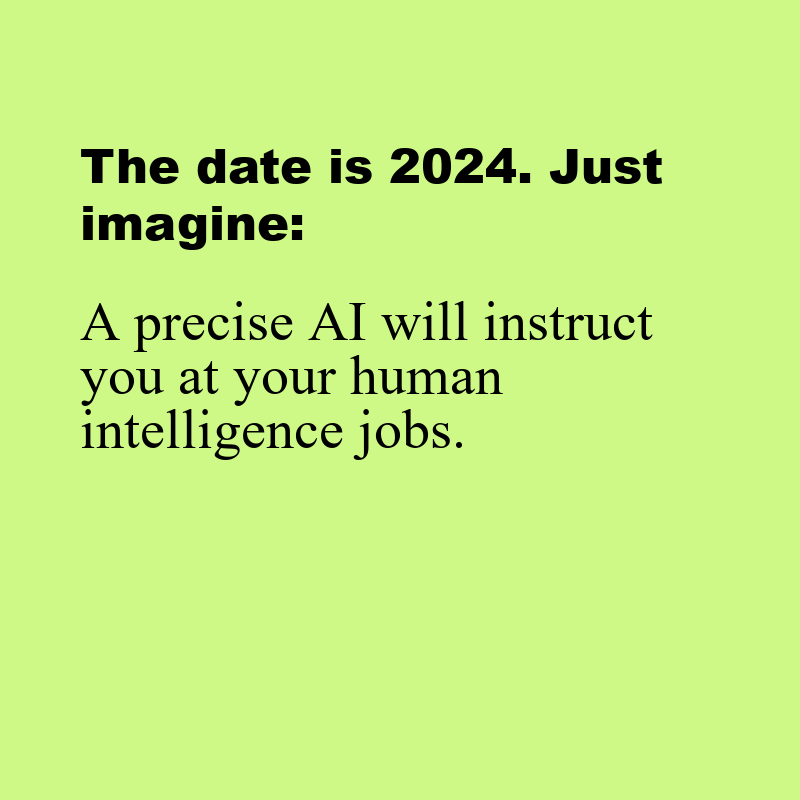 The date is 2024. Just
imagine:
A precise AI will instruct
you at your human
intelligence jobs.